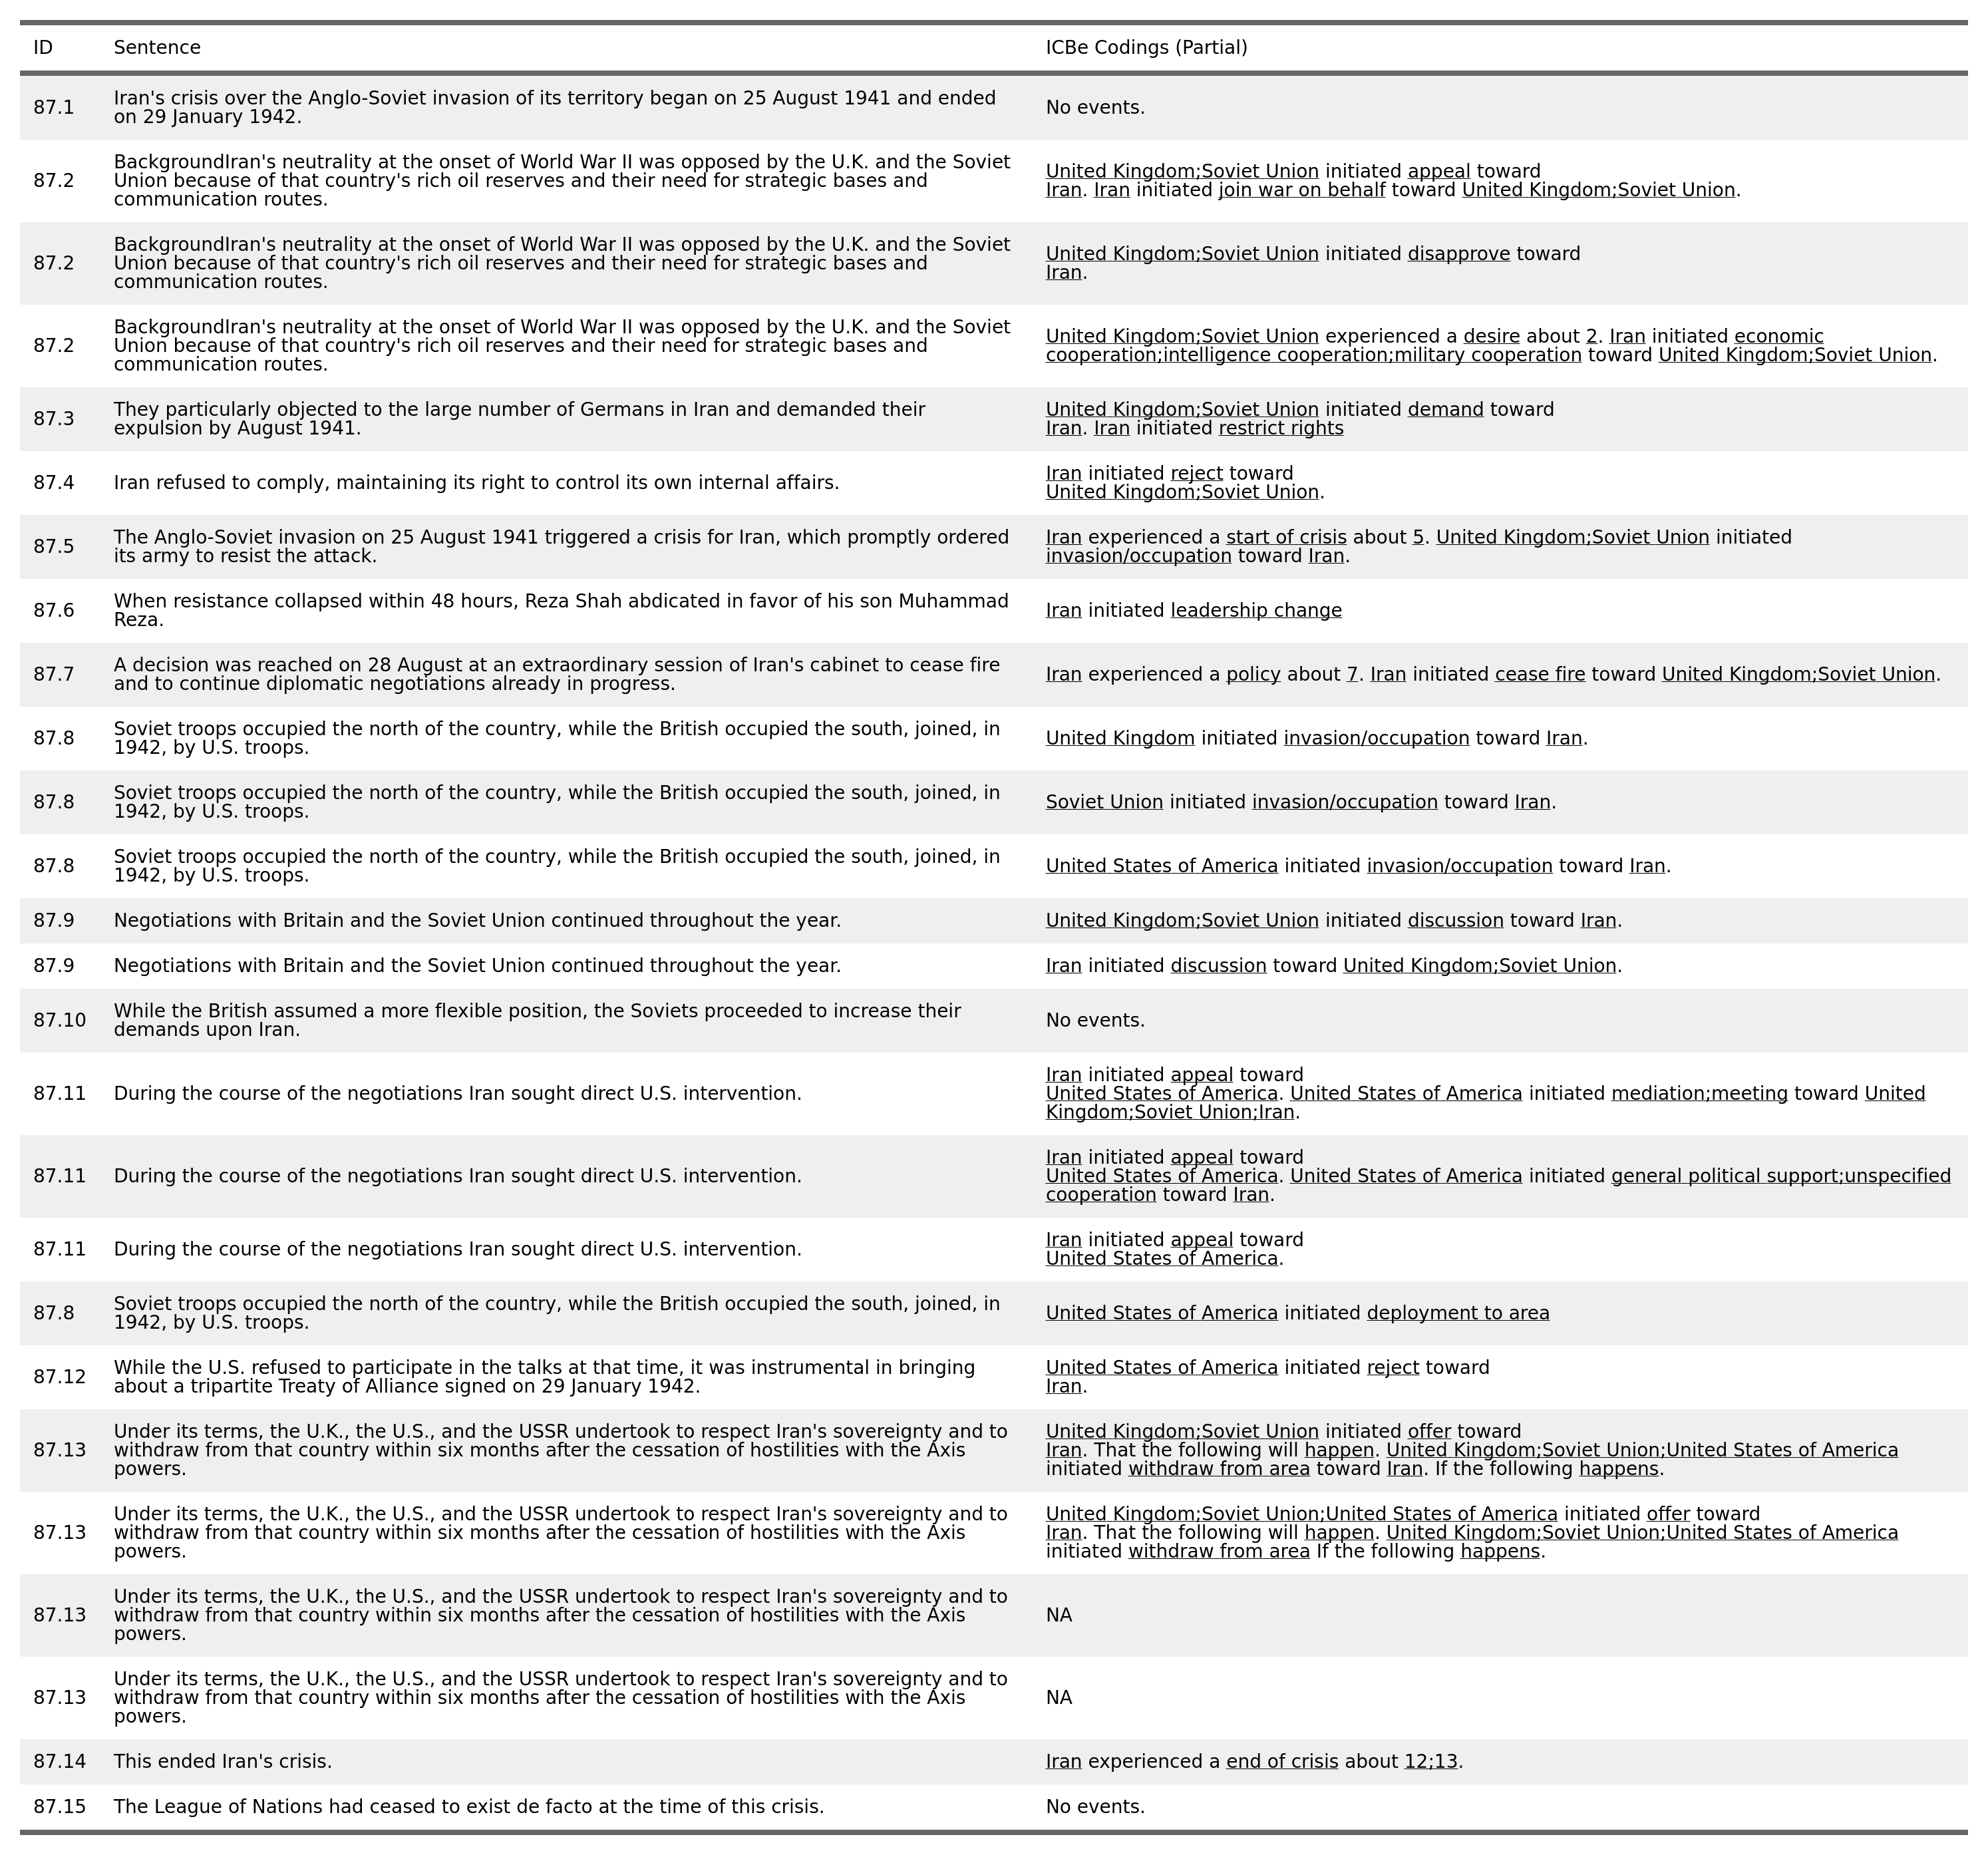 ID Sentence ICBe Codings (Partial)
87.1 Iran's crisis over the Anglo-Soviet invasion of its territory began on 25 August 1941 and ended
on 29 January 1942.
No events.
87.2 BackgroundIran's neutrality at the onset of World War II was opposed by the U.K. and the Soviet
Union because of that country's rich oil reserves and their need for strategic bases and
communication routes.
United Kingdom;Soviet Union initiated appeal toward
Iran. Iran initiated join war on behalf toward United Kingdom;Soviet Union.
87.2 BackgroundIran's neutrality at the onset of World War II was opposed by the U.K. and the Soviet
Union because of that country's rich oil reserves and their need for strategic bases and
communication routes.
United Kingdom;Soviet Union initiated disapprove toward
Iran.
87.2 BackgroundIran's neutrality at the onset of World War II was opposed by the U.K. and the Soviet
Union because of that country's rich oil reserves and their need for strategic bases and
communication routes.
United Kingdom;Soviet Union experienced a desire about 2. Iran initiated economic
cooperation;intelligence cooperation;military cooperation toward United Kingdom;Soviet Union.
87.3 They particularly objected to the large number of Germans in Iran and demanded their
expulsion by August 1941.
United Kingdom;Soviet Union initiated demand toward
Iran. Iran initiated restrict rights
87.4 Iran refused to comply, maintaining its right to control its own internal affairs.
Iran initiated reject toward
United Kingdom;Soviet Union.
87.5 The Anglo-Soviet invasion on 25 August 1941 triggered a crisis for Iran, which promptly ordered
its army to resist the attack.
Iran experienced a start of crisis about 5. United Kingdom;Soviet Union initiated
invasion/occupation toward Iran.
87.6 When resistance collapsed within 48 hours, Reza Shah abdicated in favor of his son Muhammad
Reza.
Iran initiated leadership change
87.7 A decision was reached on 28 August at an extraordinary session of Iran's cabinet to cease fire
and to continue diplomatic negotiations already in progress.
Iran experienced a policy about 7. Iran initiated cease fire toward United Kingdom;Soviet Union.
87.8 Soviet troops occupied the north of the country, while the British occupied the south, joined, in
1942, by U.S. troops.
United Kingdom initiated invasion/occupation toward Iran.
87.8 Soviet troops occupied the north of the country, while the British occupied the south, joined, in
1942, by U.S. troops.
Soviet Union initiated invasion/occupation toward Iran.
87.8 Soviet troops occupied the north of the country, while the British occupied the south, joined, in
1942, by U.S. troops.
United States of America initiated invasion/occupation toward Iran.
87.9 Negotiations with Britain and the Soviet Union continued throughout the year.
United Kingdom;Soviet Union initiated discussion toward Iran.
87.9 Negotiations with Britain and the Soviet Union continued throughout the year.
Iran initiated discussion toward United Kingdom;Soviet Union.
87.10 While the British assumed a more flexible position, the Soviets proceeded to increase their
demands upon Iran.
No events.
87.11 During the course of the negotiations Iran sought direct U.S. intervention.
Iran initiated appeal toward
United States of America. United States of America initiated mediation;meeting toward United
Kingdom;Soviet Union;Iran.
87.11 During the course of the negotiations Iran sought direct U.S. intervention.
Iran initiated appeal toward
United States of America. United States of America initiated general political support;unspecified
cooperation toward Iran.
87.11 During the course of the negotiations Iran sought direct U.S. intervention.
Iran initiated appeal toward
United States of America.
87.8 Soviet troops occupied the north of the country, while the British occupied the south, joined, in
1942, by U.S. troops.
United States of America initiated deployment to area
87.12 While the U.S. refused to participate in the talks at that time, it was instrumental in bringing
about a tripartite Treaty of Alliance signed on 29 January 1942.
United States of America initiated reject toward
Iran.
87.13 Under its terms, the U.K., the U.S., and the USSR undertook to respect Iran's sovereignty and to
withdraw from that country within six months after the cessation of hostilities with the Axis
powers.
United Kingdom;Soviet Union initiated offer toward
Iran. That the following will happen. United Kingdom;Soviet Union;United States of America
initiated withdraw from area toward Iran. If the following happens.
87.13 Under its terms, the U.K., the U.S., and the USSR undertook to respect Iran's sovereignty and to
withdraw from that country within six months after the cessation of hostilities with the Axis
powers.
United Kingdom;Soviet Union;United States of America initiated offer toward
Iran. That the following will happen. United Kingdom;Soviet Union;United States of America
initiated withdraw from area If the following happens.
87.13 Under its terms, the U.K., the U.S., and the USSR undertook to respect Iran's sovereignty and to
withdraw from that country within six months after the cessation of hostilities with the Axis
powers.
NA
87.13 Under its terms, the U.K., the U.S., and the USSR undertook to respect Iran's sovereignty and to
withdraw from that country within six months after the cessation of hostilities with the Axis
powers.
NA
87.14 This ended Iran's crisis.
Iran experienced a end of crisis about 12;13.
87.15 The League of Nations had ceased to exist de facto at the time of this crisis.
No events.